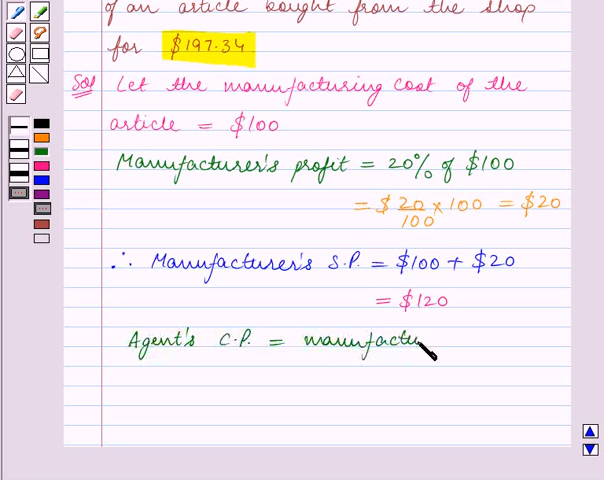 of an article bought from the shop
for $197.34
Sol Let the manufacturing cost of the
article = $100
Manufacturer's profit = 20% of $100
= $ 20/100 × 100 = $20
∴ Manufacturer's S.P. = $100 + $20
= $120
Agent's C.P. = manufactu